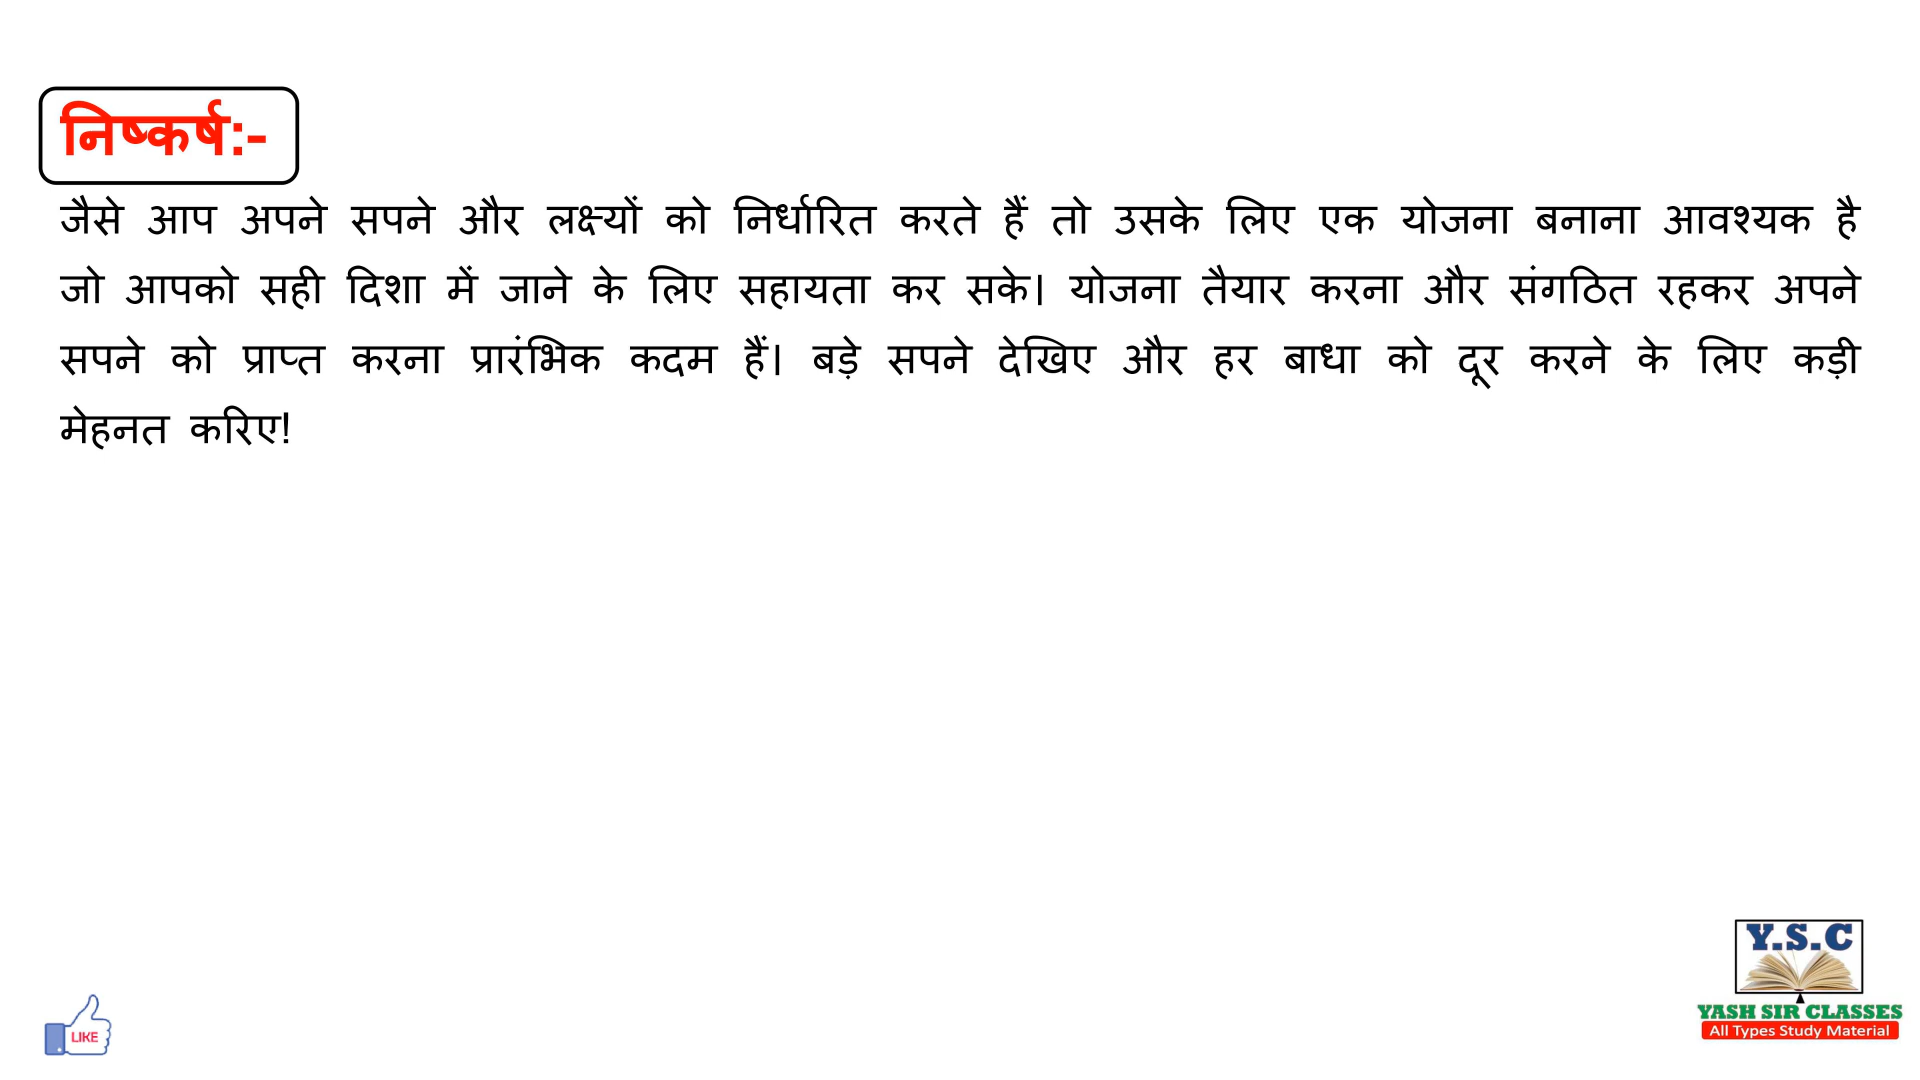 निष्कर्ष:-
जैसे आप अपने सपने और लक्ष्यों को निर्धारित करते हैं तो उसके लिए एक योजना बनाना आवश्यक है
जो आपको सही दिशा में जाने के लिए सहायता कर सके। योजना तैयार करना और संगठित रहकर अपने
सपने को प्राप्त करना प्रारंभिक कदम हैं। बड़े सपने देखिए और हर बाधा को दूर करने के लिए कड़ी
मेहनत करिए!
LIKE
Y.S.C
YASH SIR CLASSES
All Types Study Material